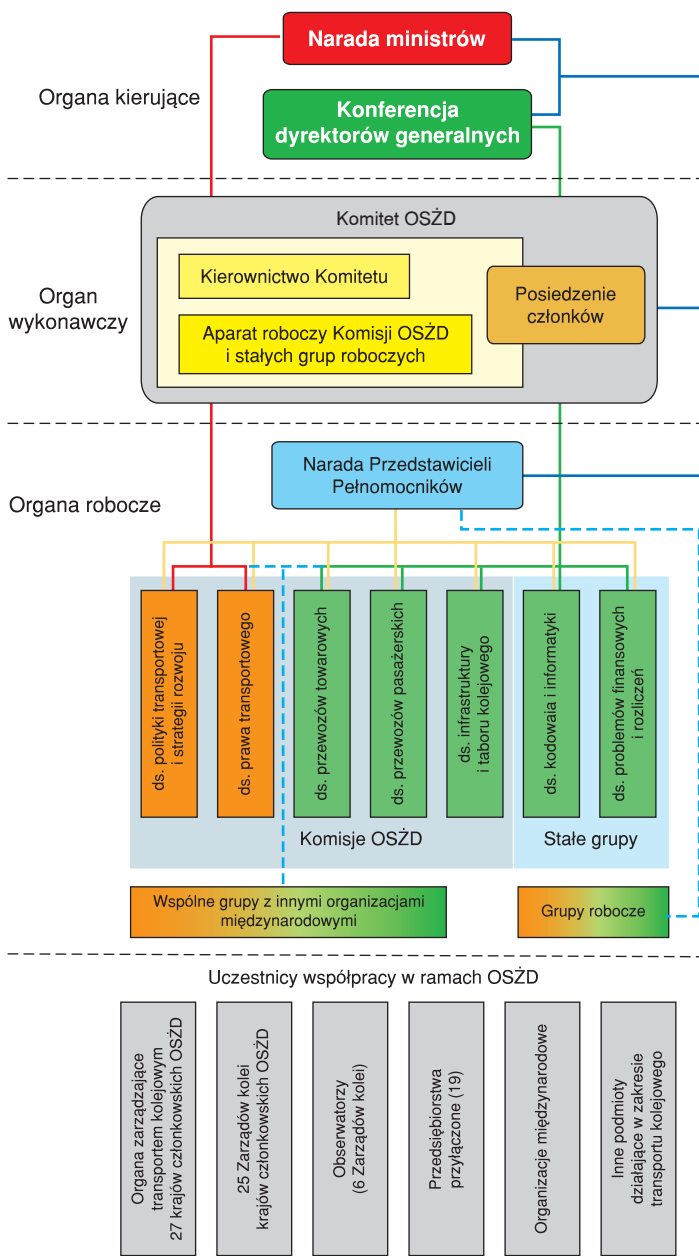 Narada ministrów
Organa kierujące
Konferencja
dyrektorów generalnych
Komitet OSŻD
Kierownictwo Komitetu
Organ
wykonawczy
Posiedzenie
członków
Aparat roboczy Komisji OSŻD
i stałych grup roboczych
Narada Przedstawicieli
Pełnomocników
Organa robocze
ds. polityki transportowej
i strategii rozwoju
ds. prawa transportowego
ds. przewozów towarowych
ds. przewozów pasażerskich
ds. infrastruktury
i taboru kolejowego
ds. kodowaia i informatyki
ds. problemów finansowych
i rozliczeń
Komisje OSŻD
Stałe grupy
Wspólne grupy z innymi organizacjami
międzynarodowymi
Grupy robocze
Uczestnicy współpracy w ramach OSŻD
Organa zarządzające
transportem kolejowym
27 krajów członkowskich OSŻD
25 Zarządów kolei
krajów członkowskich OSŻD
Obserwatorzy
(6 Zarządów kolei)
Przedsiębiorstwa
przyłączone (19)
Organizacje międzynarodowe
Inne podmioty
działające w zakresie
transportu kolejowego